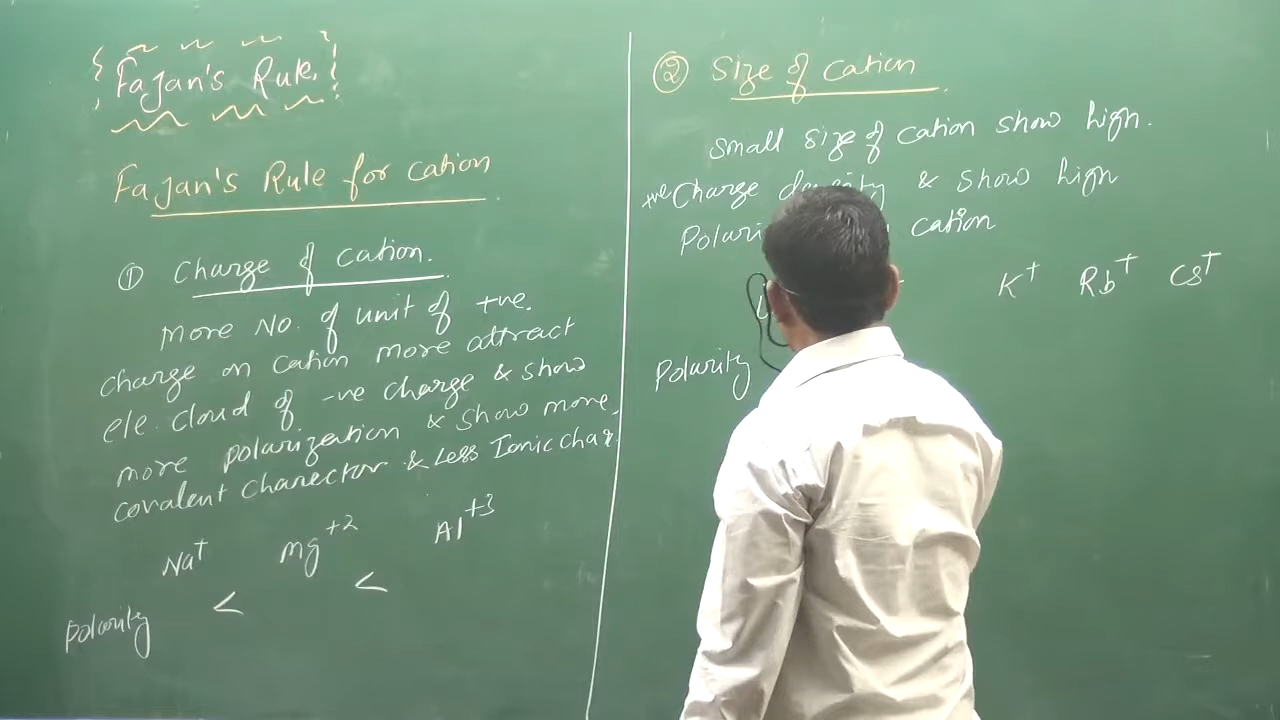 Fajan's Rule.
Fajan's Rule for cation
① Charge of cation.
more No. of unit of +ve.
charge on cation more attract
ele. cloud of -ve charge & show
more polarization & show more
covalent charector & Less Ionic char.
Na⁺ Mg⁺² Al⁺³
Polarity < <
② Size of cation
Small size of cation show high.
+ve Charge density & show high
cation
K⁺ Rb⁺ Cs⁺
Polarity